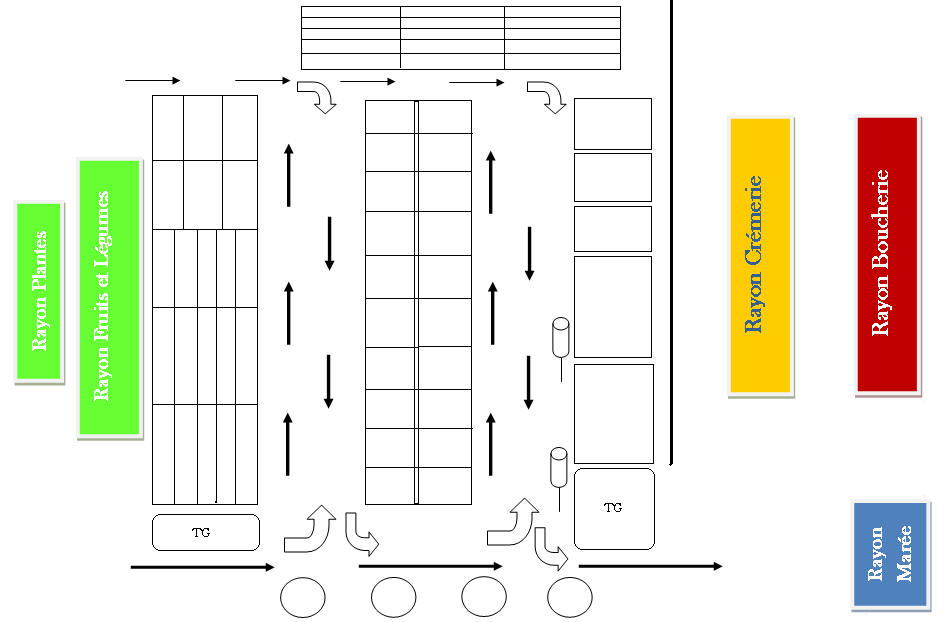 Rayon Plantes
Rayon Fruits et Légumes
TG
TG
Rayon Crémerie
Rayon Boucherie
Rayon
Marée